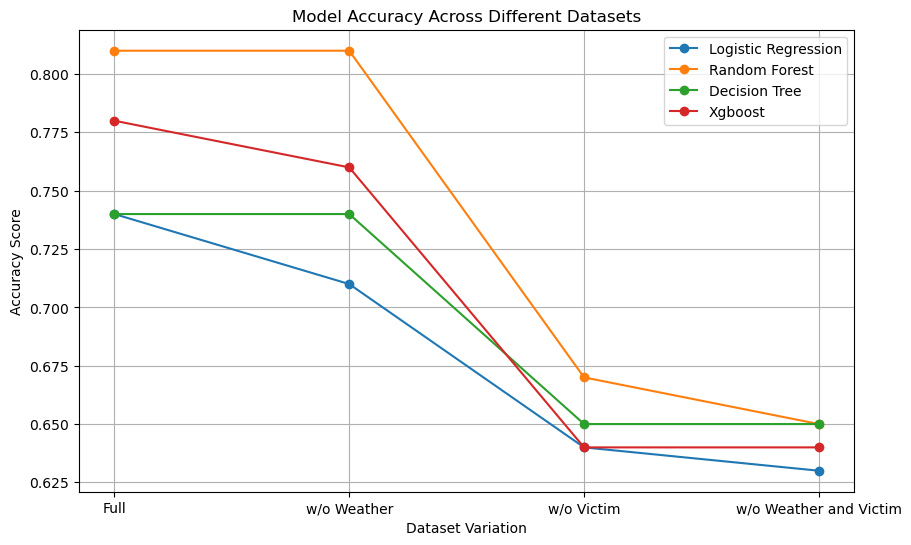 Model Accuracy Across Different Datasets
Logistic Regression
Random Forest
Decision Tree
Xgboost
Accuracy Score
0.800
0.775
0.750
0.725
0.700
0.675
0.650
0.625
Full
w/o Weather
w/o Victim
w/o Weather and Victim
Dataset Variation